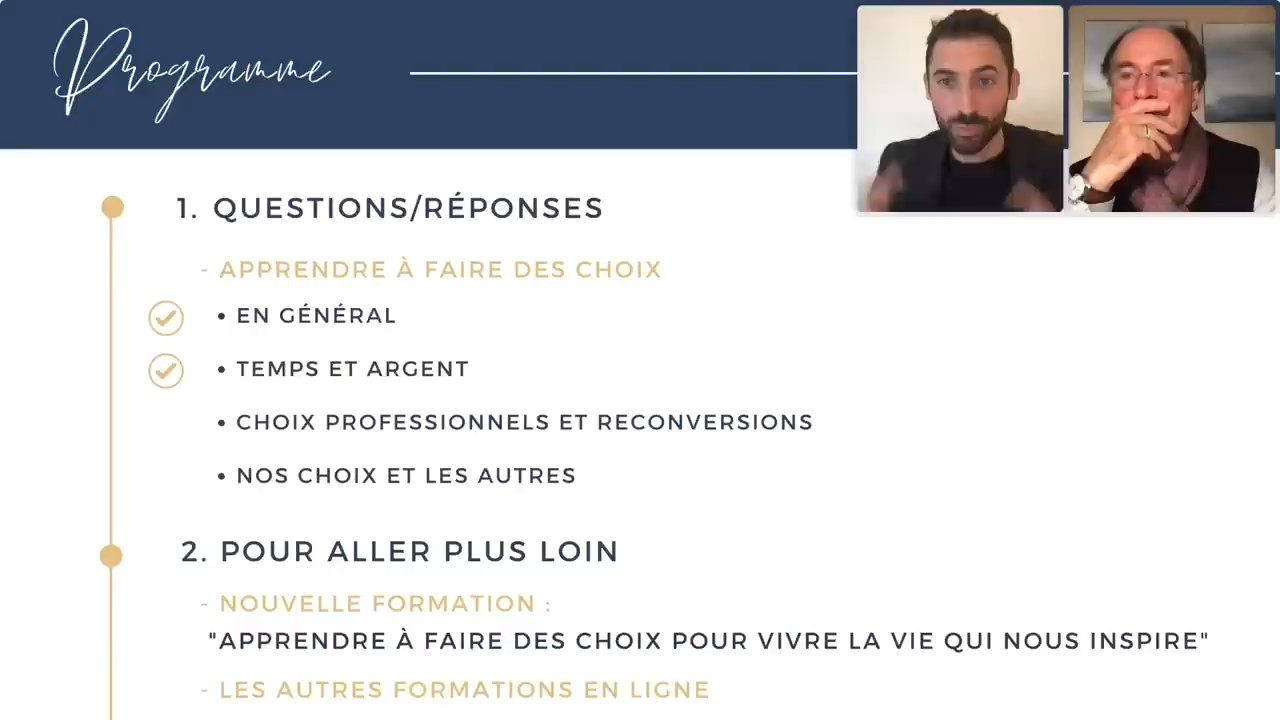 Programme
1. QUESTIONS/RÉPONSES
- APPRENDRE À FAIRE DES CHOIX
• EN GÉNÉRAL
• TEMPS ET ARGENT
• CHOIX PROFESSIONNELS ET RECONVERSIONS
• NOS CHOIX ET LES AUTRES
2. POUR ALLER PLUS LOIN
- NOUVELLE FORMATION :
"APPRENDRE À FAIRE DES CHOIX POUR VIVRE LA VIE QUI NOUS INSPIRE"
- LES AUTRES FORMATIONS EN LIGNE